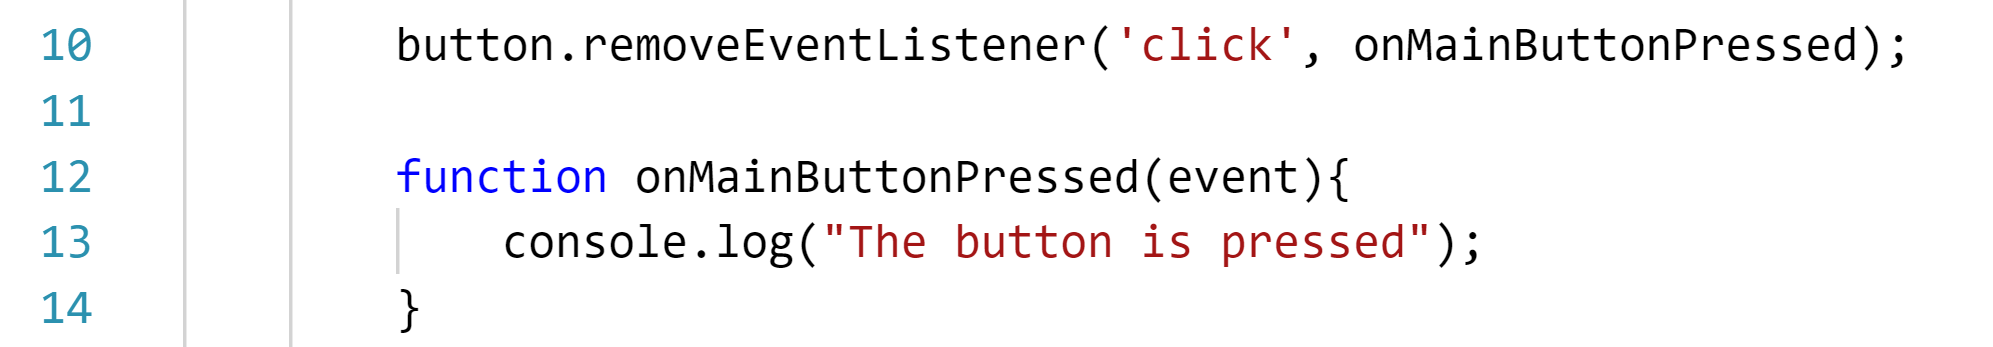 10 button.removeEventListener('click', onMainButtonPressed);
11
12 function onMainButtonPressed(event){
13 console.log("The button is pressed");
14 }